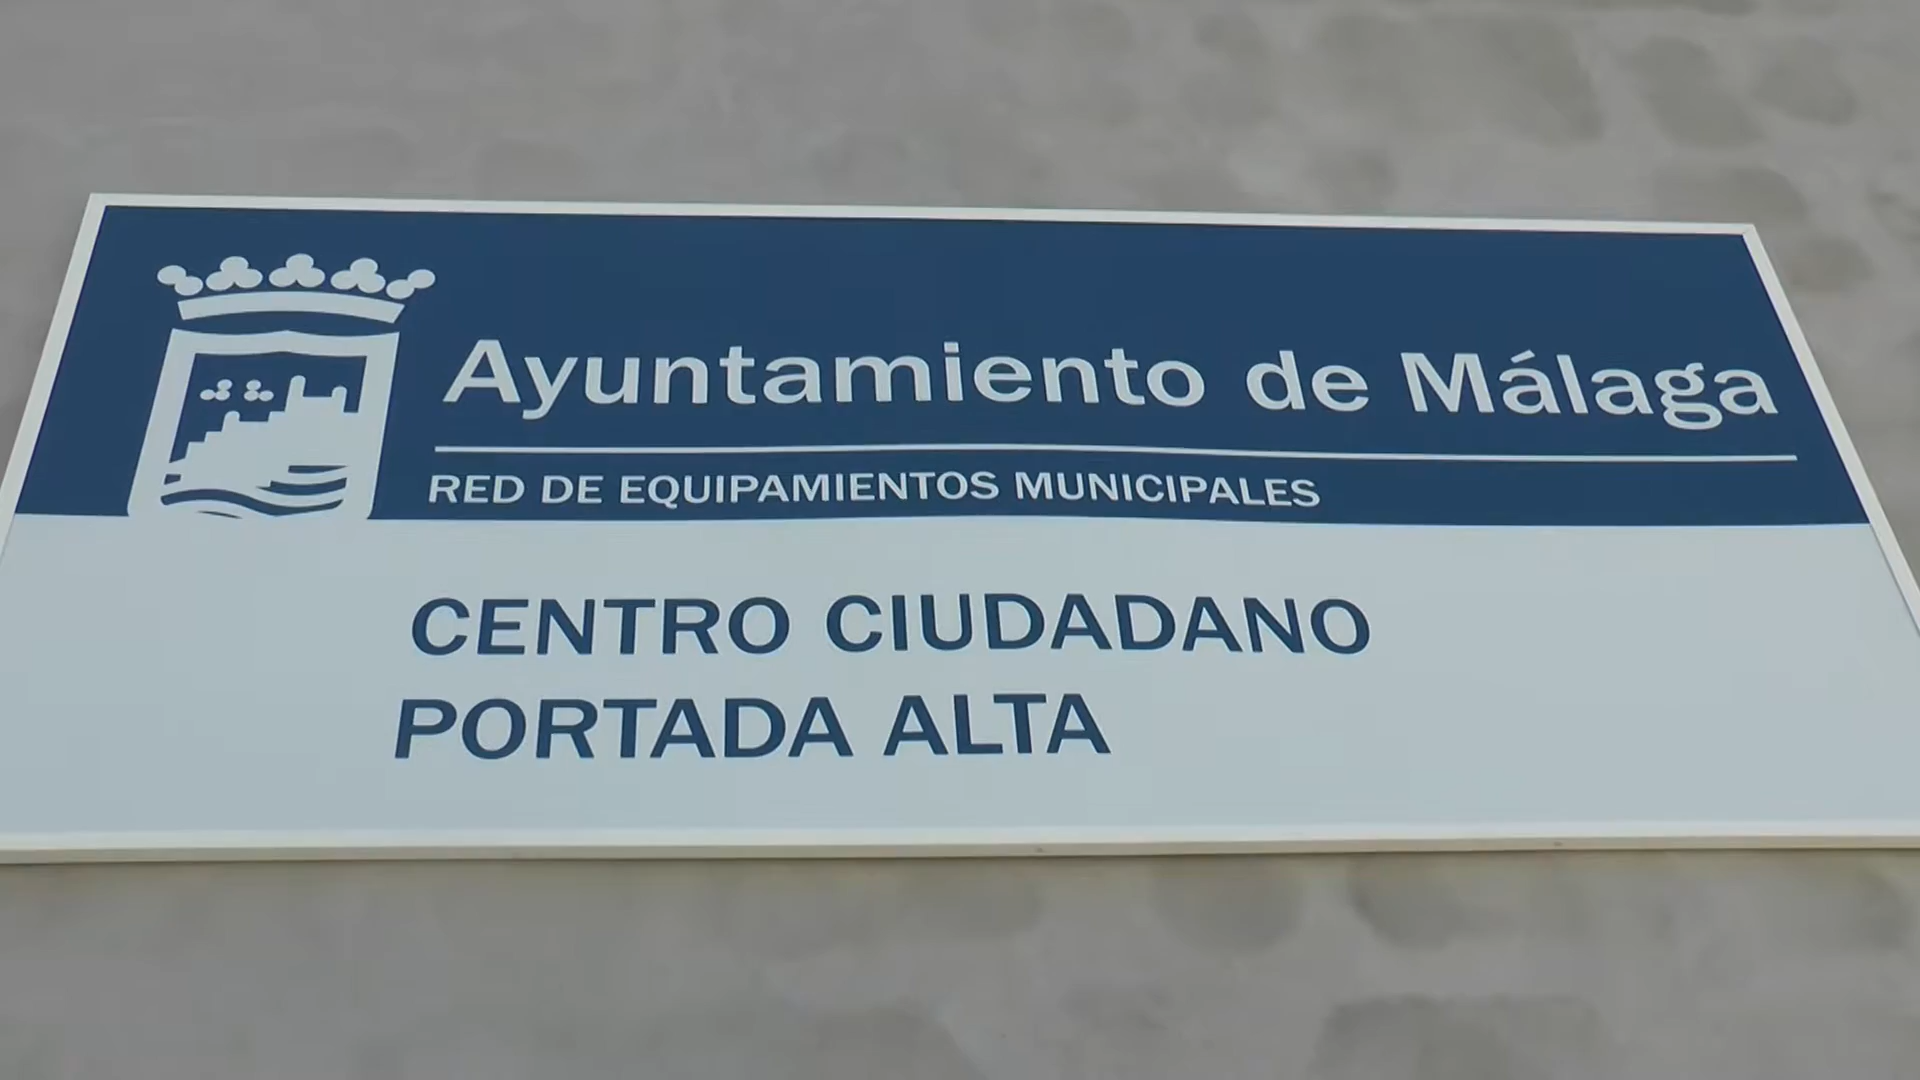 Ayuntamiento de Málaga
RED DE EQUIPAMIENTOS MUNICIPALES
CENTRO CIUDADANO
PORTADA ALTA